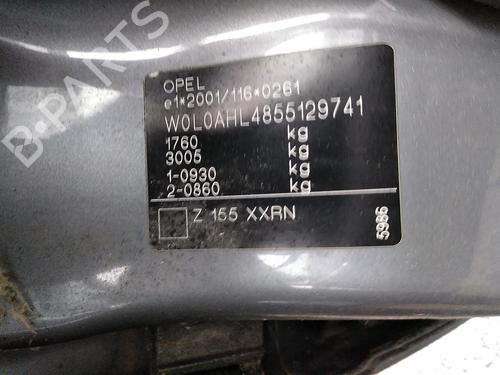 B-PARTS
OPEL
e1*2001/116*0261
W0L0AHL4855129741
1760 kg
3005 kg
1-0930 kg
2-0860 kg
Z 155 XXRN
5986